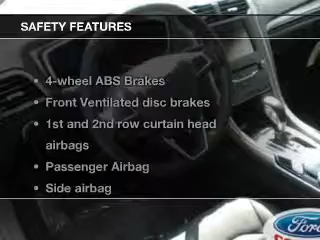 SAFETY FEATURES
• 4-wheel ABS Brakes
• Front Ventilated disc brakes
• 1st and 2nd row curtain head
airbags
• Passenger Airbag
• Side airbag
Ford